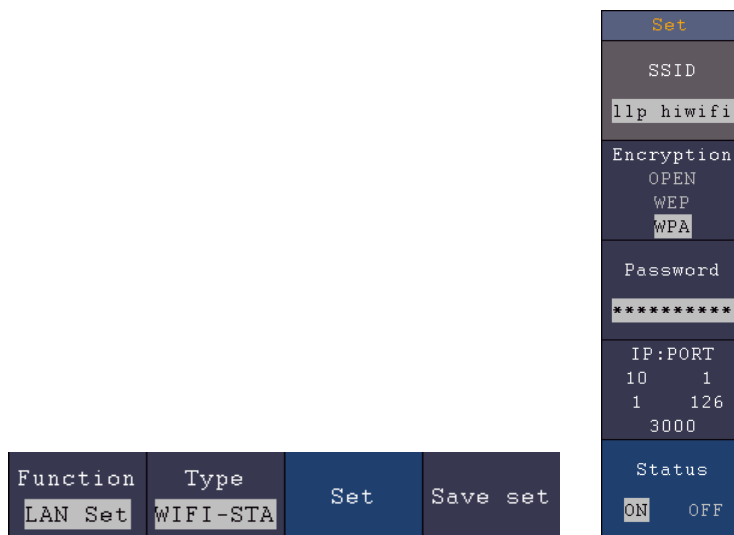 Set
SSID
llp hiwifi
Encryption
OPEN
WEP
WPA
Password
**********
IP:PORT
10 1
1 126
3000
Status
ON OFF
Function Type
LAN Set WIFI-STA Set Save set